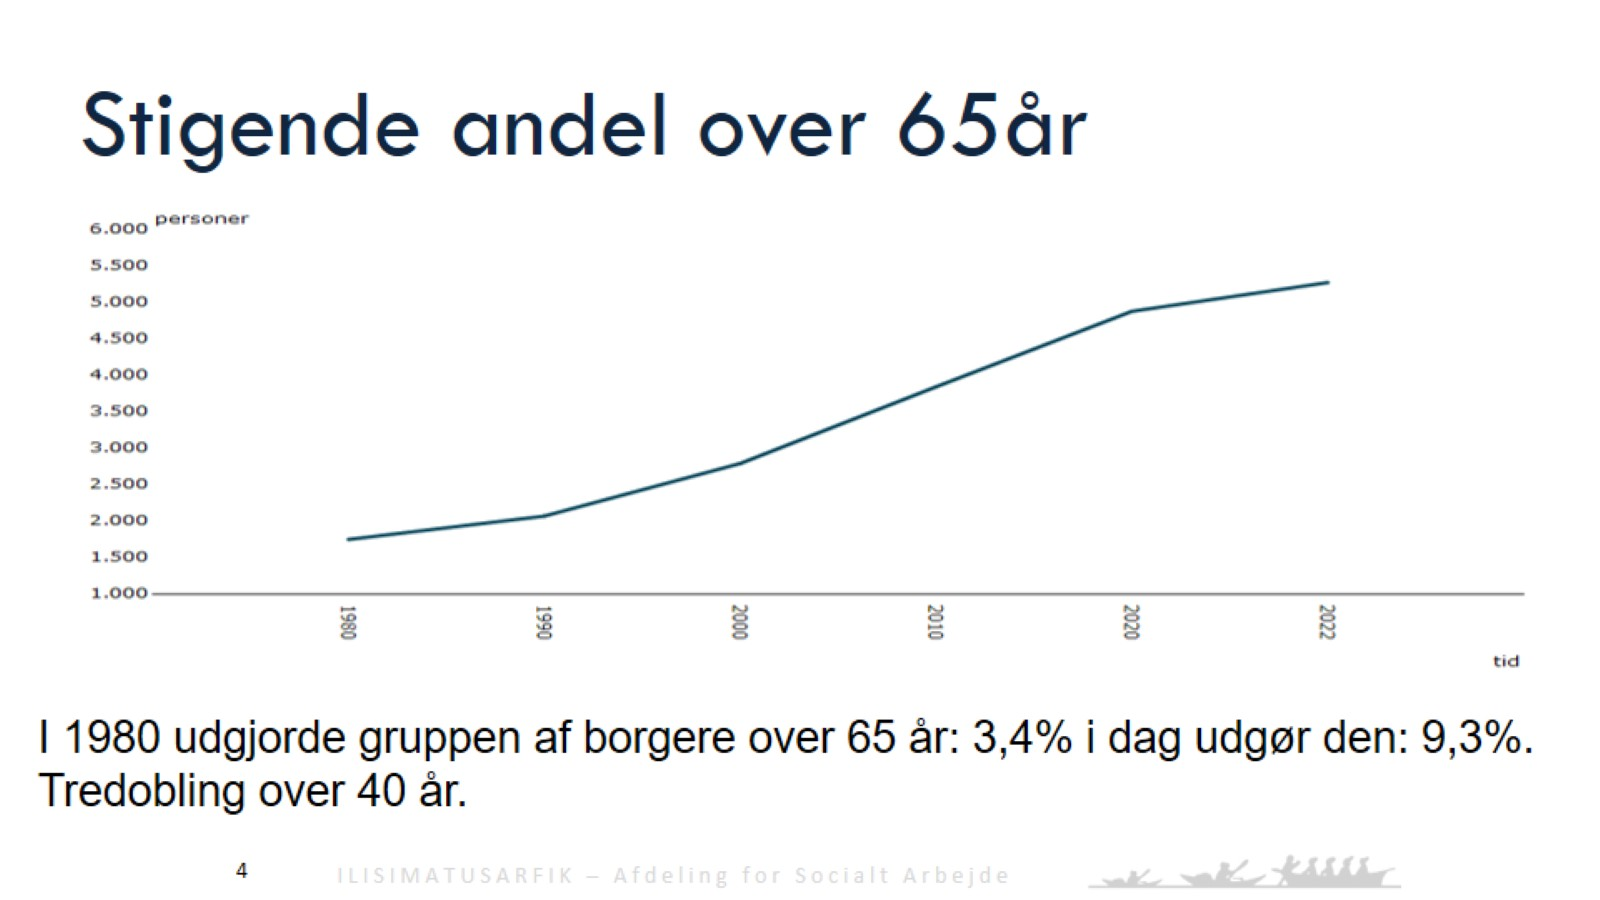 Stigende andel over 65år
personer
6.000
5.500
5.000
4.500
4.000
3.500
3.000
2.500
2.000
1.500
1.000
1980 1990 2000 2010 2020 2022
tid
I 1980 udgjorde gruppen af borgere over 65 år: 3,4% i dag udgør den: 9,3%.
Tredobling over 40 år.
4 ILISIMATUSARFIK – Afdeling for Socialt Arbejde